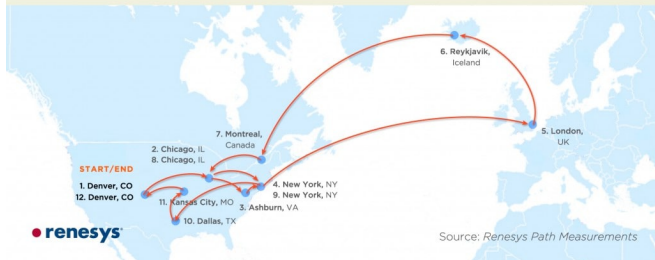 6. Reykjavik,
Iceland
7. Montreal,
Canada
2. Chicago, IL
8. Chicago, IL
5. London,
UK
START/END
1. Denver, CO
12. Denver, CO
4. New York, NY
9. New York, NY
11. Kansas City, MO
3. Ashburn, VA
10. Dallas, TX
renesys
Source: Renesys Path Measurements